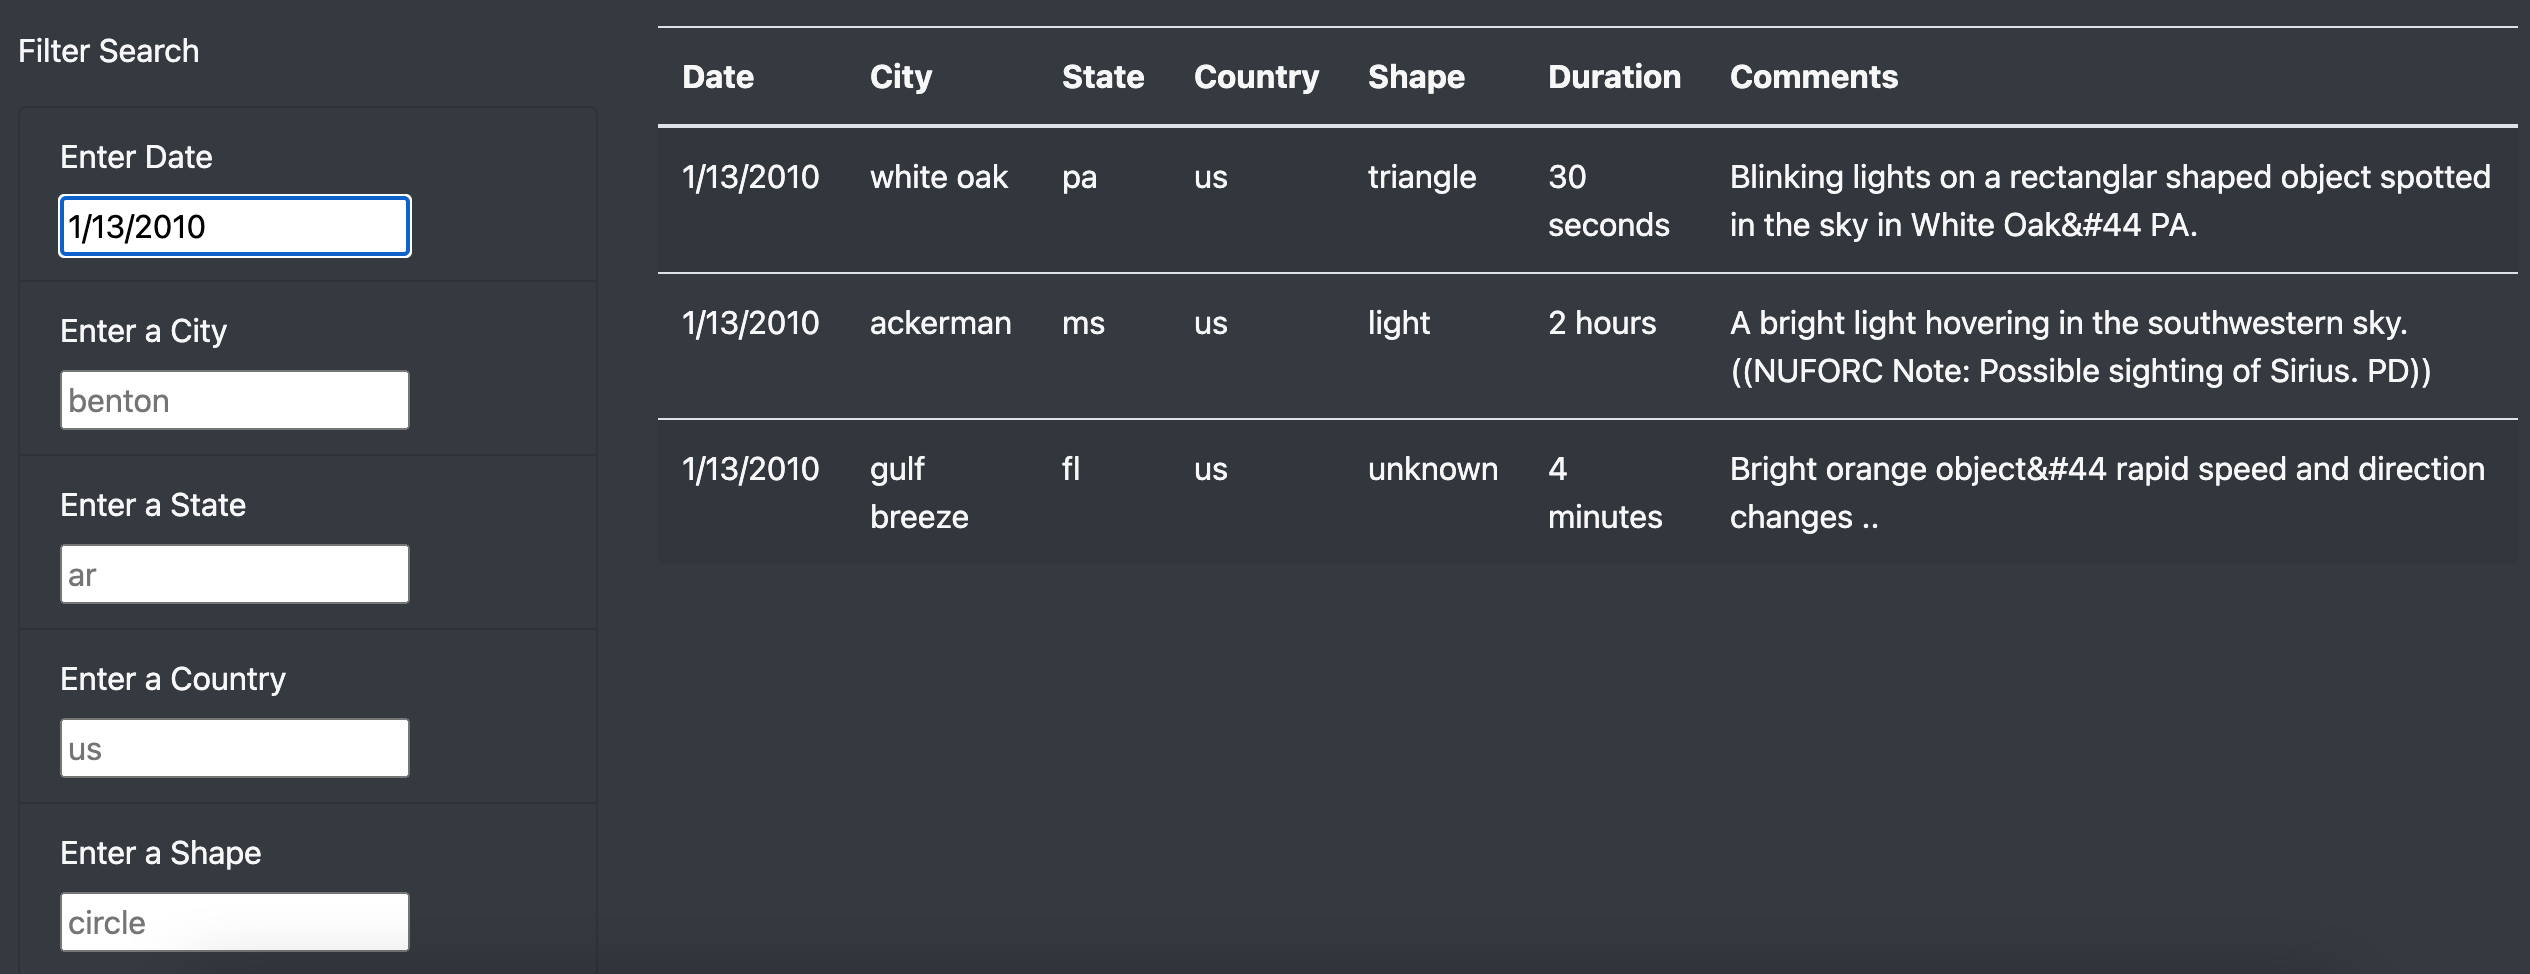 Filter Search
Enter Date
1/13/2010
Enter a City
benton
Enter a State
ar
Enter a Country
us
Enter a Shape
circle
Date City State Country Shape Duration Comments
1/13/2010 white oak pa us triangle 30 Blinking lights on a rectanglar shaped object spotted
seconds in the sky in White Oak&#44 PA.
1/13/2010 ackerman ms us light 2 hours A bright light hovering in the southwestern sky.
((NUFORC Note: Possible sighting of Sirius. PD))
1/13/2010 gulf fl us unknown 4 Bright orange object&#44 rapid speed and direction
breeze minutes changes ..